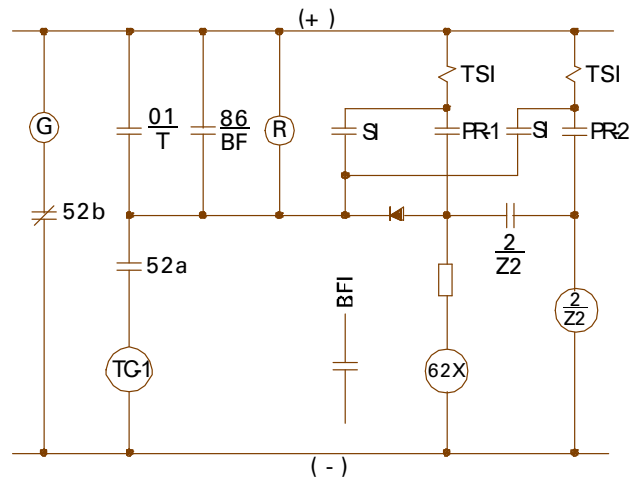 (+)
TSI
TSI
G
01
T
86
BF
R
SI
PR-1
SI
PR-2
52b
52a
2
Z2
BFI
2
Z2
TC-1
62X
(-)